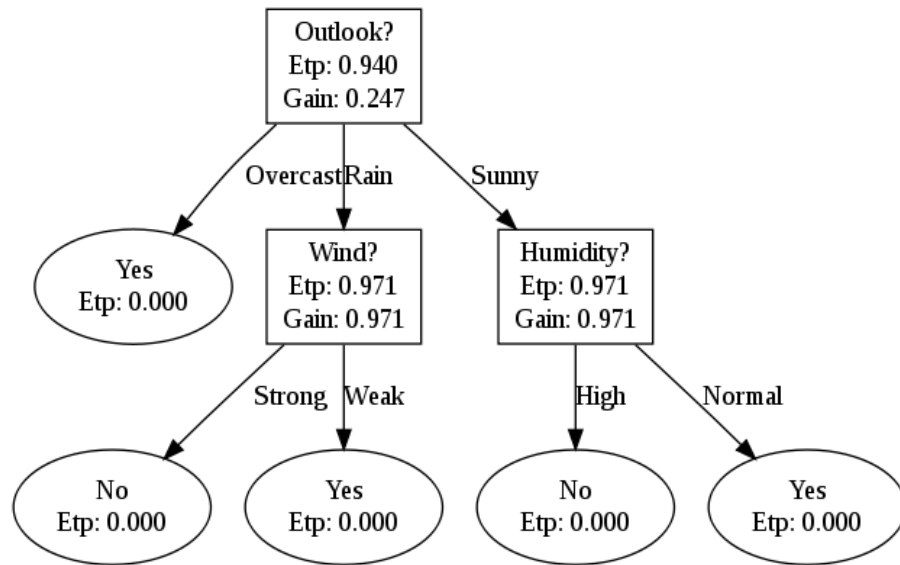 Outlook?
Etp: 0.940
Gain: 0.247
Overcast
Rain
Sunny
Yes
Etp: 0.000
Wind?
Etp: 0.971
Gain: 0.971
Humidity?
Etp: 0.971
Gain: 0.971
Strong
Weak
High
Normal
No
Etp: 0.000
Yes
Etp: 0.000
No
Etp: 0.000
Yes
Etp: 0.000